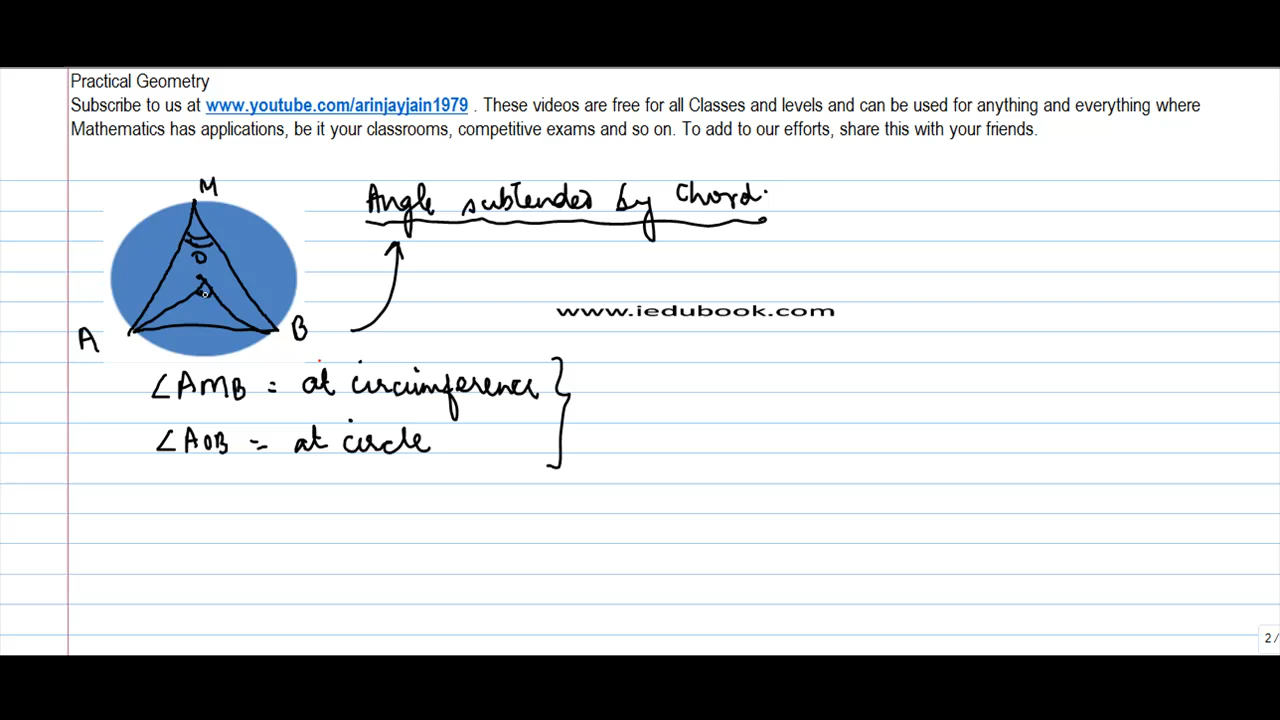 Practical Geometry
Subscribe to us at www.youtube.com/arinjayjain1979 . These videos are free for all Classes and levels and can be used for anything and everything where
Mathematics has applications, be it your classrooms, competitive exams and so on. To add to our efforts, share this with your friends.
M
Angle subtended by Chord.
O
www.iedubook.com
A
B
∠AMB = at circumference
∠AOB = at circle
2/